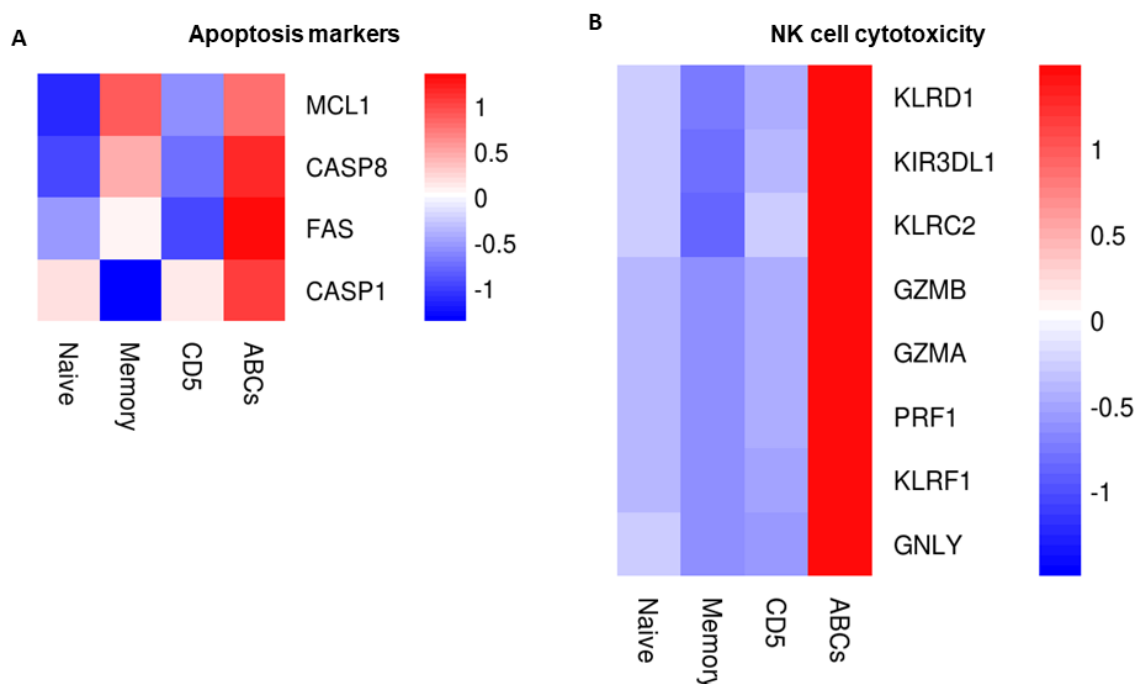 A
Apoptosis markers
MCL1
CASP8
FAS
CASP1
1
0.5
0
-0.5
-1
Naive
Memory
CD5
ABCs
B
NK cell cytotoxicity
KLRD1
KIR3DL1
KLRC2
GZMB
GZMA
PRF1
KLRF1
GNLY
1
0.5
0
-0.5
-1
Naive
Memory
CD5
ABCs